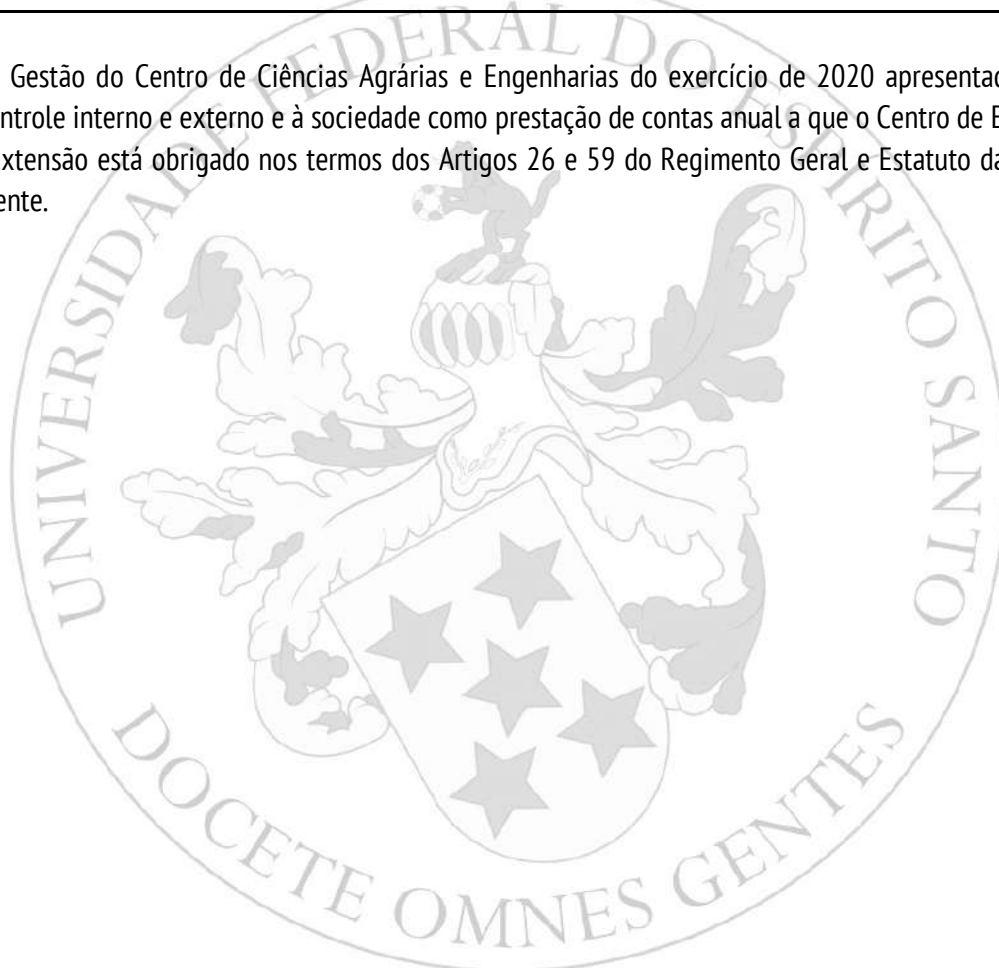 Gestão do Centro de Ciências Agrárias e Engenharias do exercício de 2020
ntrole interno e externo e à sociedade como prestação de contas anual a que o Centro de
xtensão está obrigado nos termos dos Artigos 26 e 59 do Regimento Geral e Estatuto da
ente.
UNIVERSIDADE FEDERAL DO ESPIRITO SANTO
DOCETE OMNES GENTES